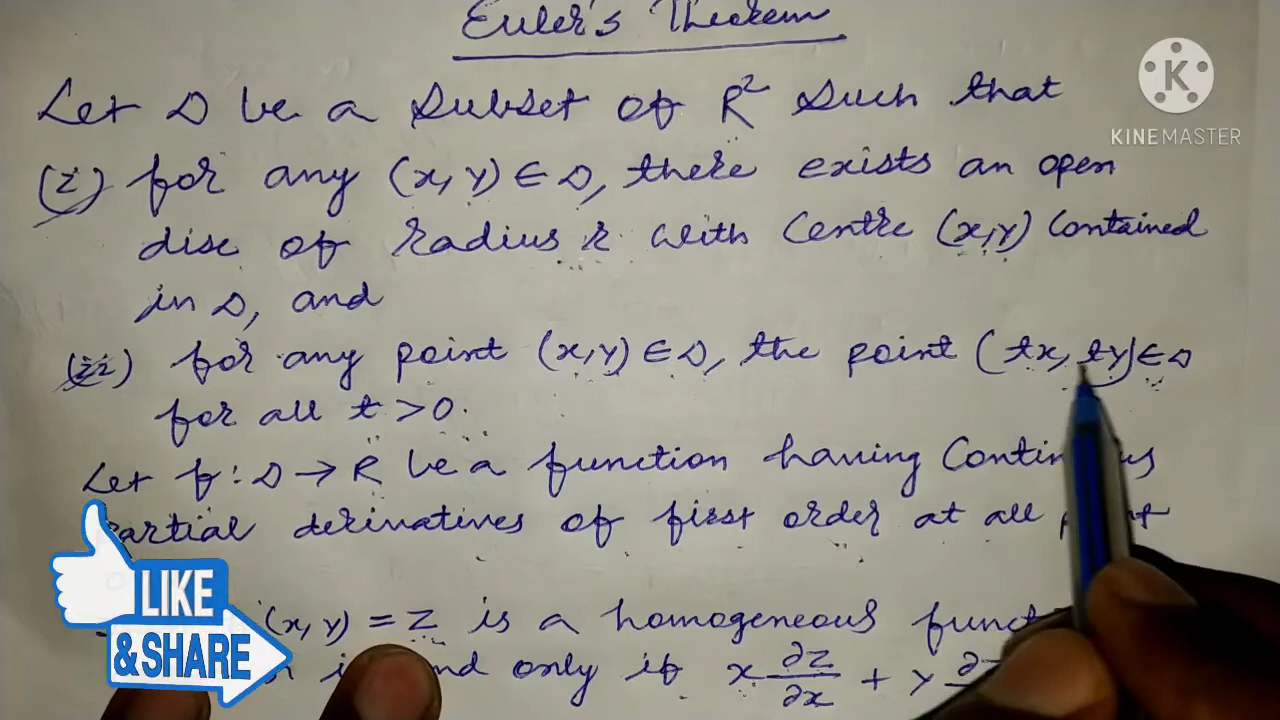 Euler's Theorem
Let D be a subset of R² such that
KINEMASTER
(i) for any (x, y) ∈ D, there exists an open
disc of radius r with centre (x, y) contained
in D, and
(ii) for any point (x, y) ∈ D, the point (tx, ty) ∈ D
for all t > 0.
Let f : D → R be a function having
partial derivatives of first order at all
(x, y) = Z is a homogeneous
and only if x ∂z/∂x + y
LIKE
& SHARE